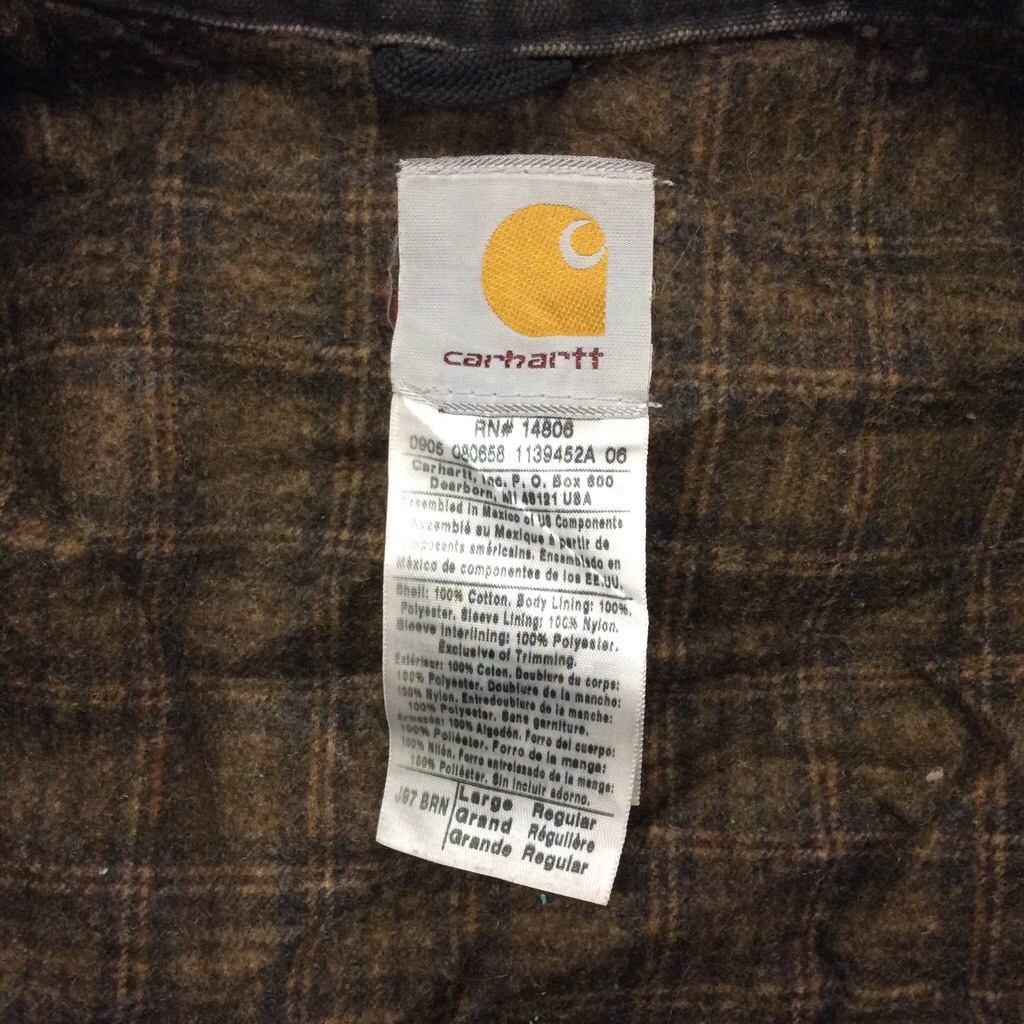 carhartt
RN# 14806
0905 080658 1139452A 06
Carhartt, Inc. P. O. Box 600
Dearborn, MI 48121 USA
Assembled in Mexico of US Components
Assemblé au Mexique à partir de
composants américains. Ensamblado en
México de componentes de los EE.UU.
Shell: 100% Cotton. Body Lining: 100%
Polyester. Sleeve Lining: 100% Nylon.
Sleeve Interlining: 100% Polyester.
Exclusive of Trimming.
Extérieur: 100% Coton. Doublure du corps:
100% Polyester. Doublure de la manche:
100% Nylon. Entredoublure de la manche:
100% Polyester. Sans garniture.
Armazón: 100% Algodón. Forro del cuerpo:
100% Poliéster. Forro de la manga:
100% Nilón. Forro entrelazado de la manga:
100% Poliéster. Sin incluir adorno.
J97 BRN
Large Regular
Grand Régulière
Grande Regular